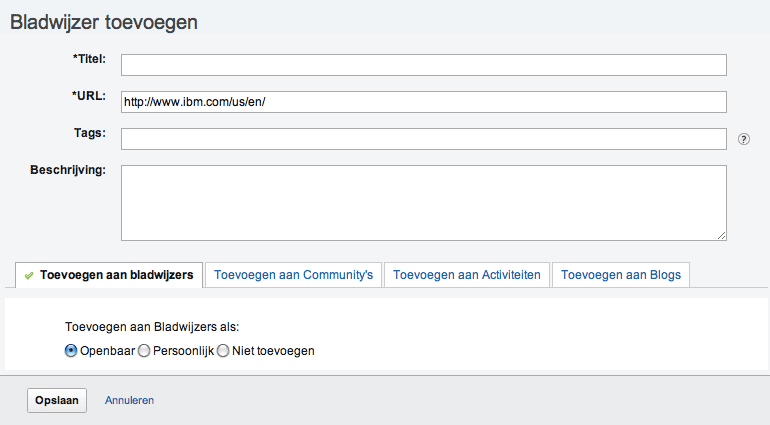 Bladwijzer toevoegen
*Titel:
*URL: http://www.ibm.com/us/en/
Tags: ?
Beschrijving:
Toevoegen aan bladwijzers Toevoegen aan Community's Toevoegen aan Activiteiten Toevoegen aan Blogs
Toevoegen aan Bladwijzers als:
Openbaar Persoonlijk Niet toevoegen
Opslaan Annuleren